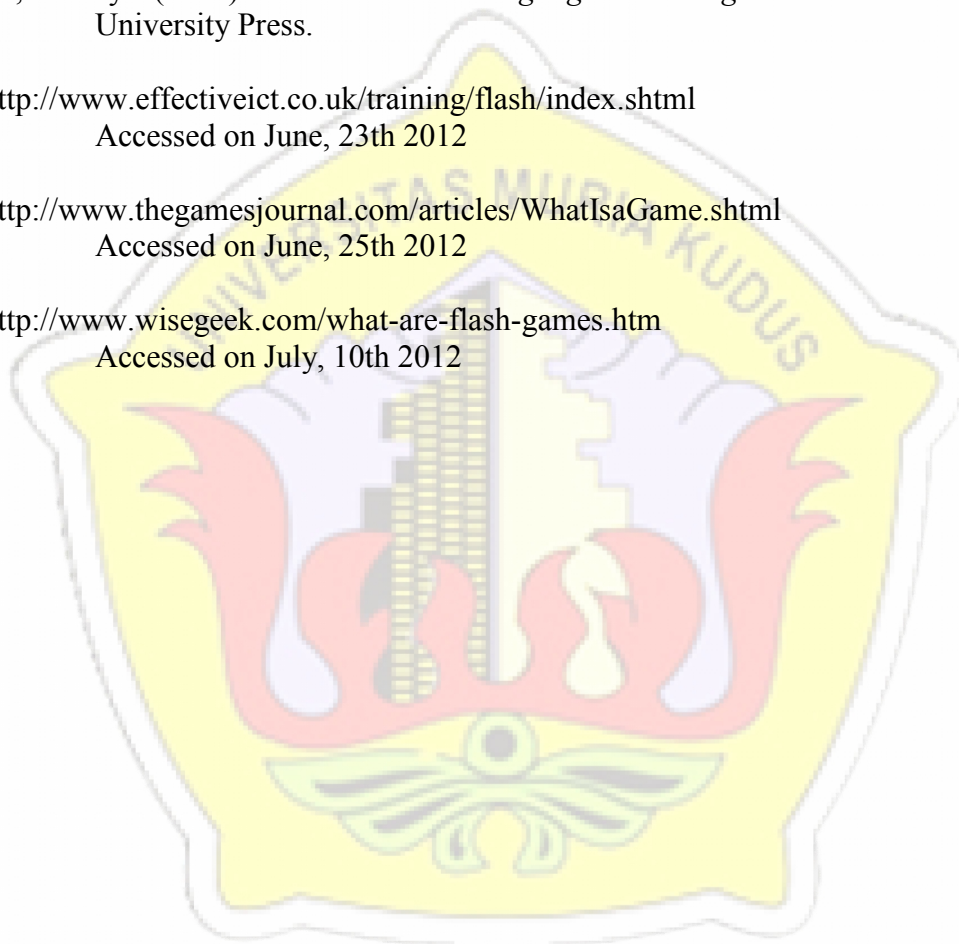 University Press.
ttp://www.effectiveict.co.uk/training/flash/index.shtml
Accessed on June, 23th 2012
ttp://www.thegamesjournal.com/articles/WhatIsaGame.shtml
Accessed on June, 25th 2012
ttp://www.wisegeek.com/what-are-flash-games.htm
Accessed on July, 10th 2012
UNIVERSITAS MURIA KUDUS